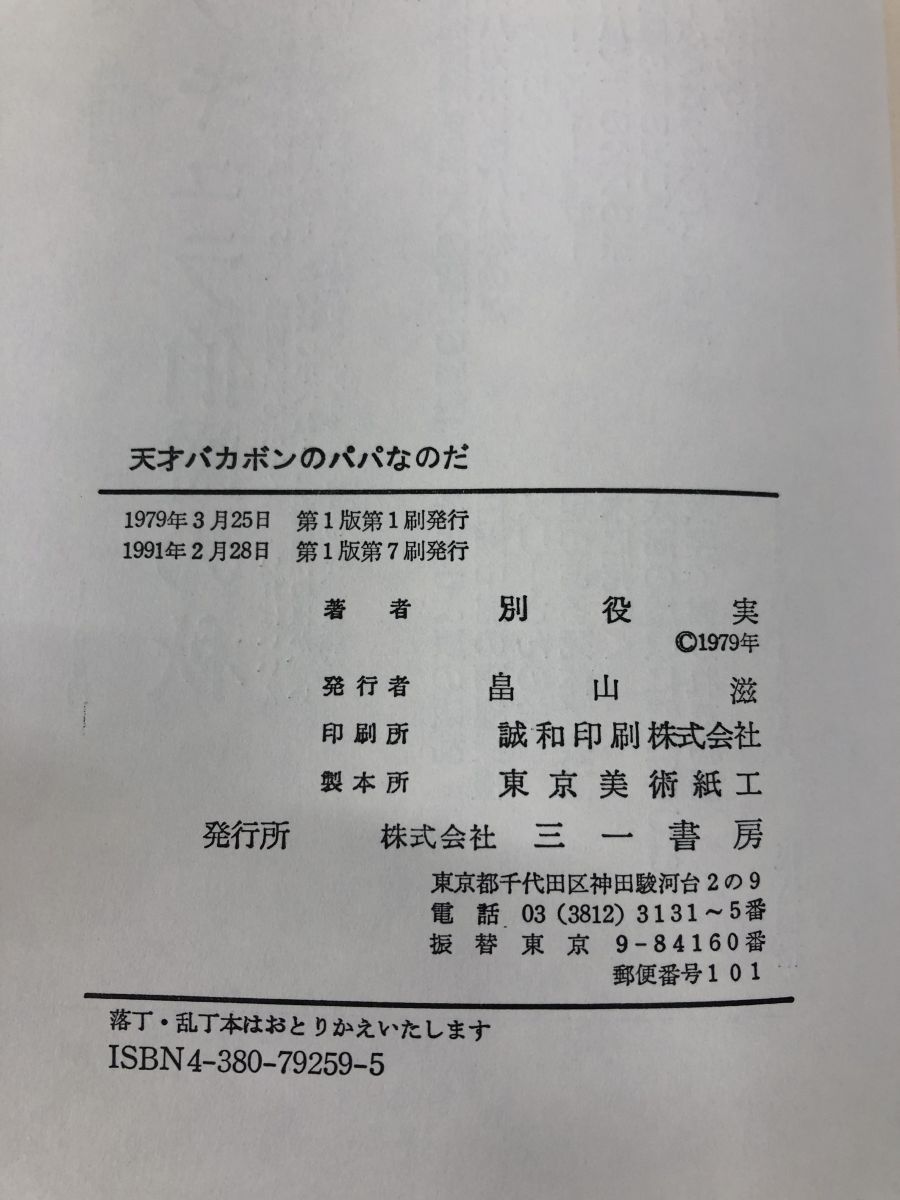 天才バカボンのパパなのだ
1979年3月25日 第1版第1刷発行
1991年2月28日 第1版第7刷発行
著者 別役実
©1979年
発行者 畠山滋
印刷所 誠和印刷株式会社
製本所 東京美術紙工
発行所 株式会社 三一書房
東京都千代田区神田駿河台2の9
電話 03(3812)3131~5番
振替東京 9-84160番
郵便番号101
落丁・乱丁本はおとりかえいたします
ISBN4-380-79259-5